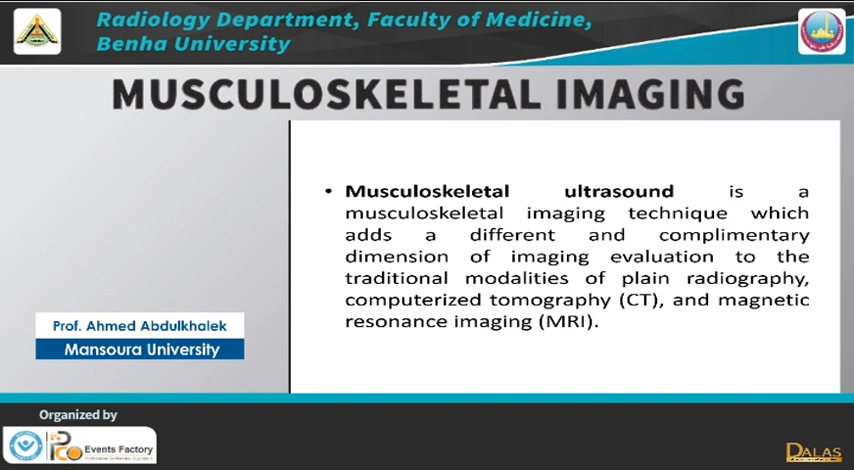 Radiology Department, Faculty of Medicine,
Benha University
MUSCULOSKELETAL IMAGING
• Musculoskeletal ultrasound is a
musculoskeletal imaging technique which
adds a different and complimentary
dimension of imaging evaluation to the
traditional modalities of plain radiography,
computerized tomography (CT), and magnetic
resonance imaging (MRI).
Prof. Ahmed Abdulkhalek
Mansoura University
Organized by
Events Factory
DALAS